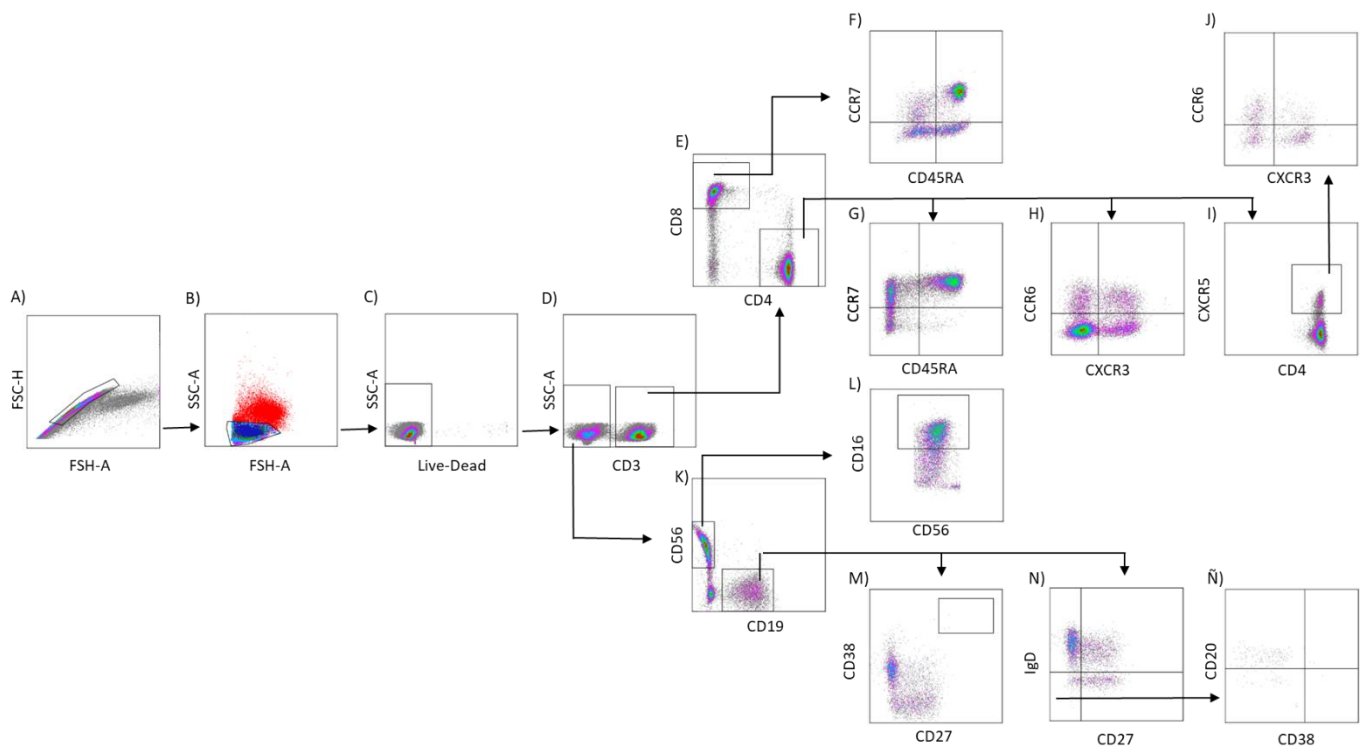 A)
FSC-H
FSH-A
B)
SSC-A
FSH-A
C)
SSC-A
Live-Dead
D)
SSC-A
CD3
E)
CD8
CD4
F)
CCR7
CD45RA
G)
CCR7
CD45RA
H)
CCR6
CXCR3
I)
CXCR5
CD4
J)
CCR6
CXCR3
K)
CD56
CD19
L)
CD16
CD56
M)
CD38
CD27
N)
IgD
CD27
Ñ)
CD20
CD38